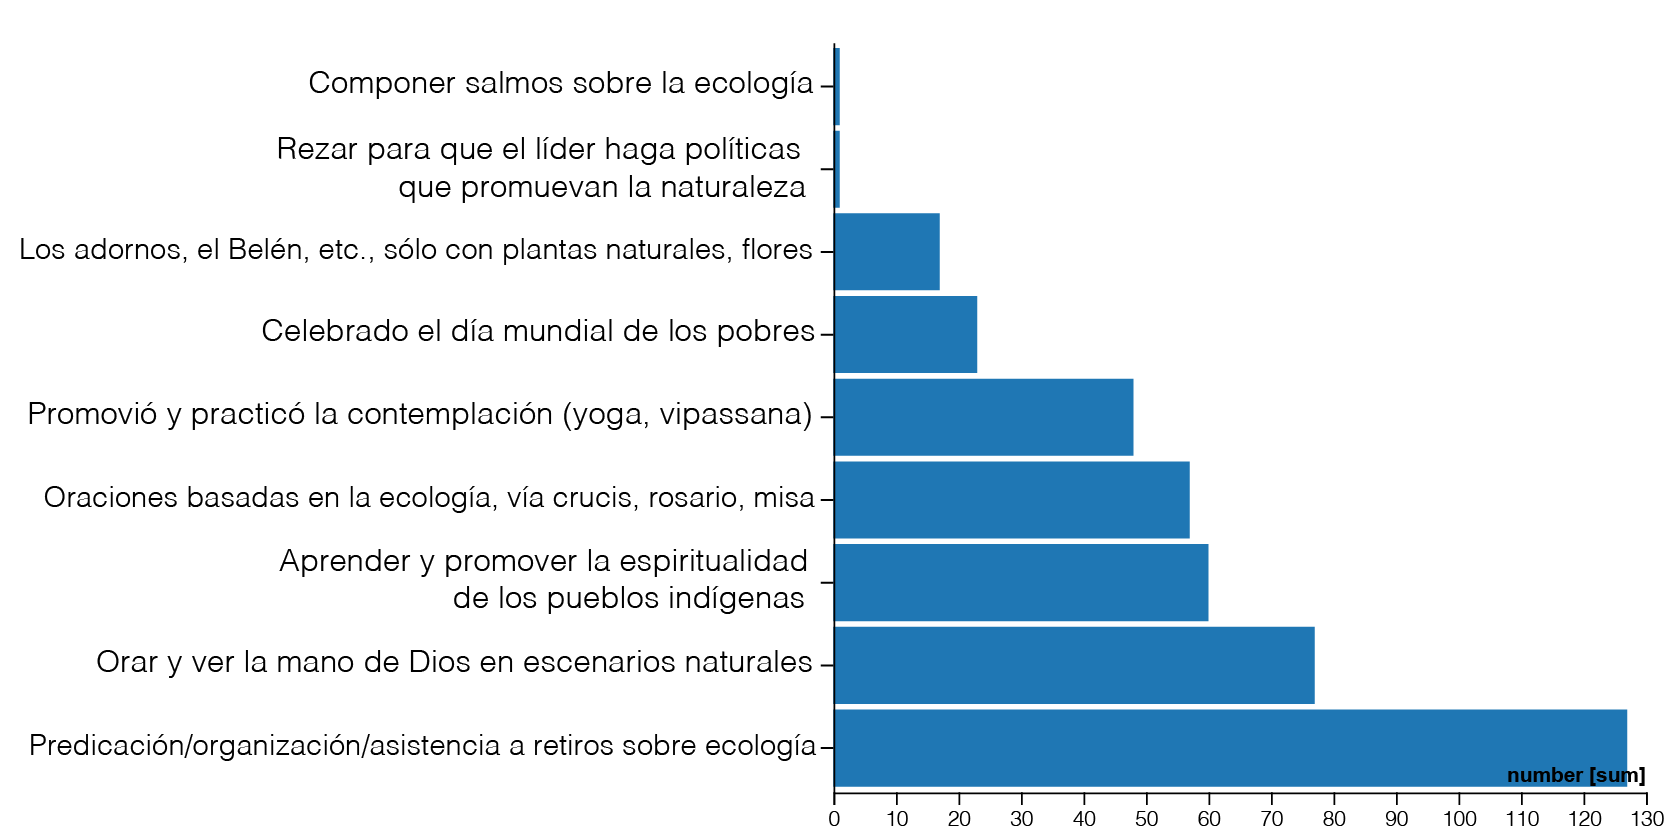 Componer salmos sobre la ecología
Rezar para que el líder haga políticas
que promuevan la naturaleza
Los adornos, el Belén, etc., sólo con plantas naturales, flores
Celebrado el día mundial de los pobres
Promovió y practicó la contemplación (yoga, vipassana)
Oraciones basadas en la ecología, vía crucis, rosario, misa
Aprender y promover la espiritualidad
de los pueblos indígenas
Orar y ver la mano de Dios en escenarios naturales
Predicación/organización/asistencia a retiros sobre ecología
number [sum]
0 10 20 30 40 50 60 70 80 90 100 110 120 130